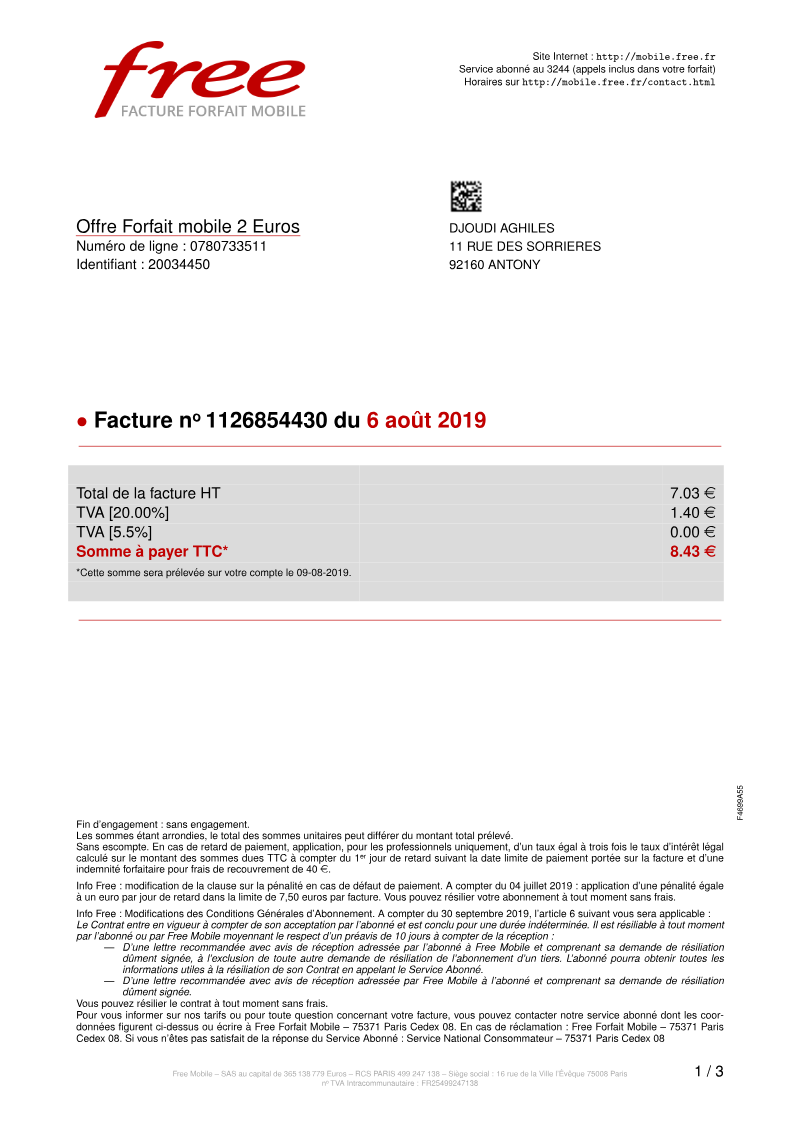 free
FACTURE FORFAIT MOBILE
Site Internet : http://mobile.free.fr
Service abonné au 3244 (appels inclus dans votre forfait)
Horaires sur http://mobile.free.fr/contact.html
Offre Forfait mobile 2 Euros
Numéro de ligne : 0780733511
Identifiant : 20034450
DJOUDI AGHILES
11 RUE DES SORRIERES
92160 ANTONY
• Facture nº 1126854430 du 6 août 2019
Total de la facture HT 7.03 €
TVA [20.00%] 1.40 €
TVA [5.5%] 0.00 €
Somme à payer TTC* 8.43 €
*Cette somme sera prélevée sur votre compte le 09-08-2019.
F4699A55
Fin d'engagement : sans engagement.
Les sommes étant arrondies, le total des sommes unitaires peut différer du montant total prélevé.
Sans escompte. En cas de retard de paiement, application, pour les professionnels uniquement, d'un taux égal à trois fois le taux d'intérêt légal
calculé sur le montant des sommes dues TTC à compter du 1er jour de retard suivant la date limite de paiement portée sur la facture et d'une
indemnité forfaitaire pour frais de recouvrement de 40 €.
Info Free : modification de la clause sur la pénalité en cas de défaut de paiement. A compter du 04 juillet 2019 : application d'une pénalité égale
à un euro par jour de retard dans la limite de 7,50 euros par facture. Vous pouvez résilier votre abonnement à tout moment sans frais.
Info Free : Modifications des Conditions Générales d'Abonnement. A compter du 30 septembre 2019, l'article 6 suivant vous sera applicable :
Le Contrat entre en vigueur à compter de son acceptation par l'abonné et est conclu pour une durée indéterminée. Il est résiliable à tout moment
par l'abonné ou par Free Mobile moyennant le respect d'un préavis de 10 jours à compter de la réception :
— D'une lettre recommandée avec avis de réception adressée par l'abonné à Free Mobile et comprenant sa demande de résiliation
dûment signée, à l'exclusion de toute autre demande de résiliation de l'abonnement d'un tiers. L'abonné pourra obtenir toutes les
informations utiles à la résiliation de son Contrat en appelant le Service Abonné.
— D'une lettre recommandée avec avis de réception adressée par Free Mobile à l'abonné et comprenant sa demande de résiliation
dûment signée.
Vous pouvez résilier le contrat à tout moment sans frais.
Pour vous informer sur nos tarifs ou pour toute question concernant votre facture, vous pouvez contacter notre service abonné dont les coor-
données figurent ci-dessus ou écrire à Free Forfait Mobile – 75371 Paris Cedex 08. En cas de réclamation : Free Forfait Mobile – 75371 Paris
Cedex 08. Si vous n'êtes pas satisfait de la réponse du Service Abonné : Service National Consommateur – 75371 Paris Cedex 08
Free Mobile – SAS au capital de 365 138 779 Euros – RCS PARIS 499 247 138 – Siège social : 16 rue de la Ville l'Évêque 75008 Paris
nº TVA Intracommunautaire : FR25499247138
1 / 3